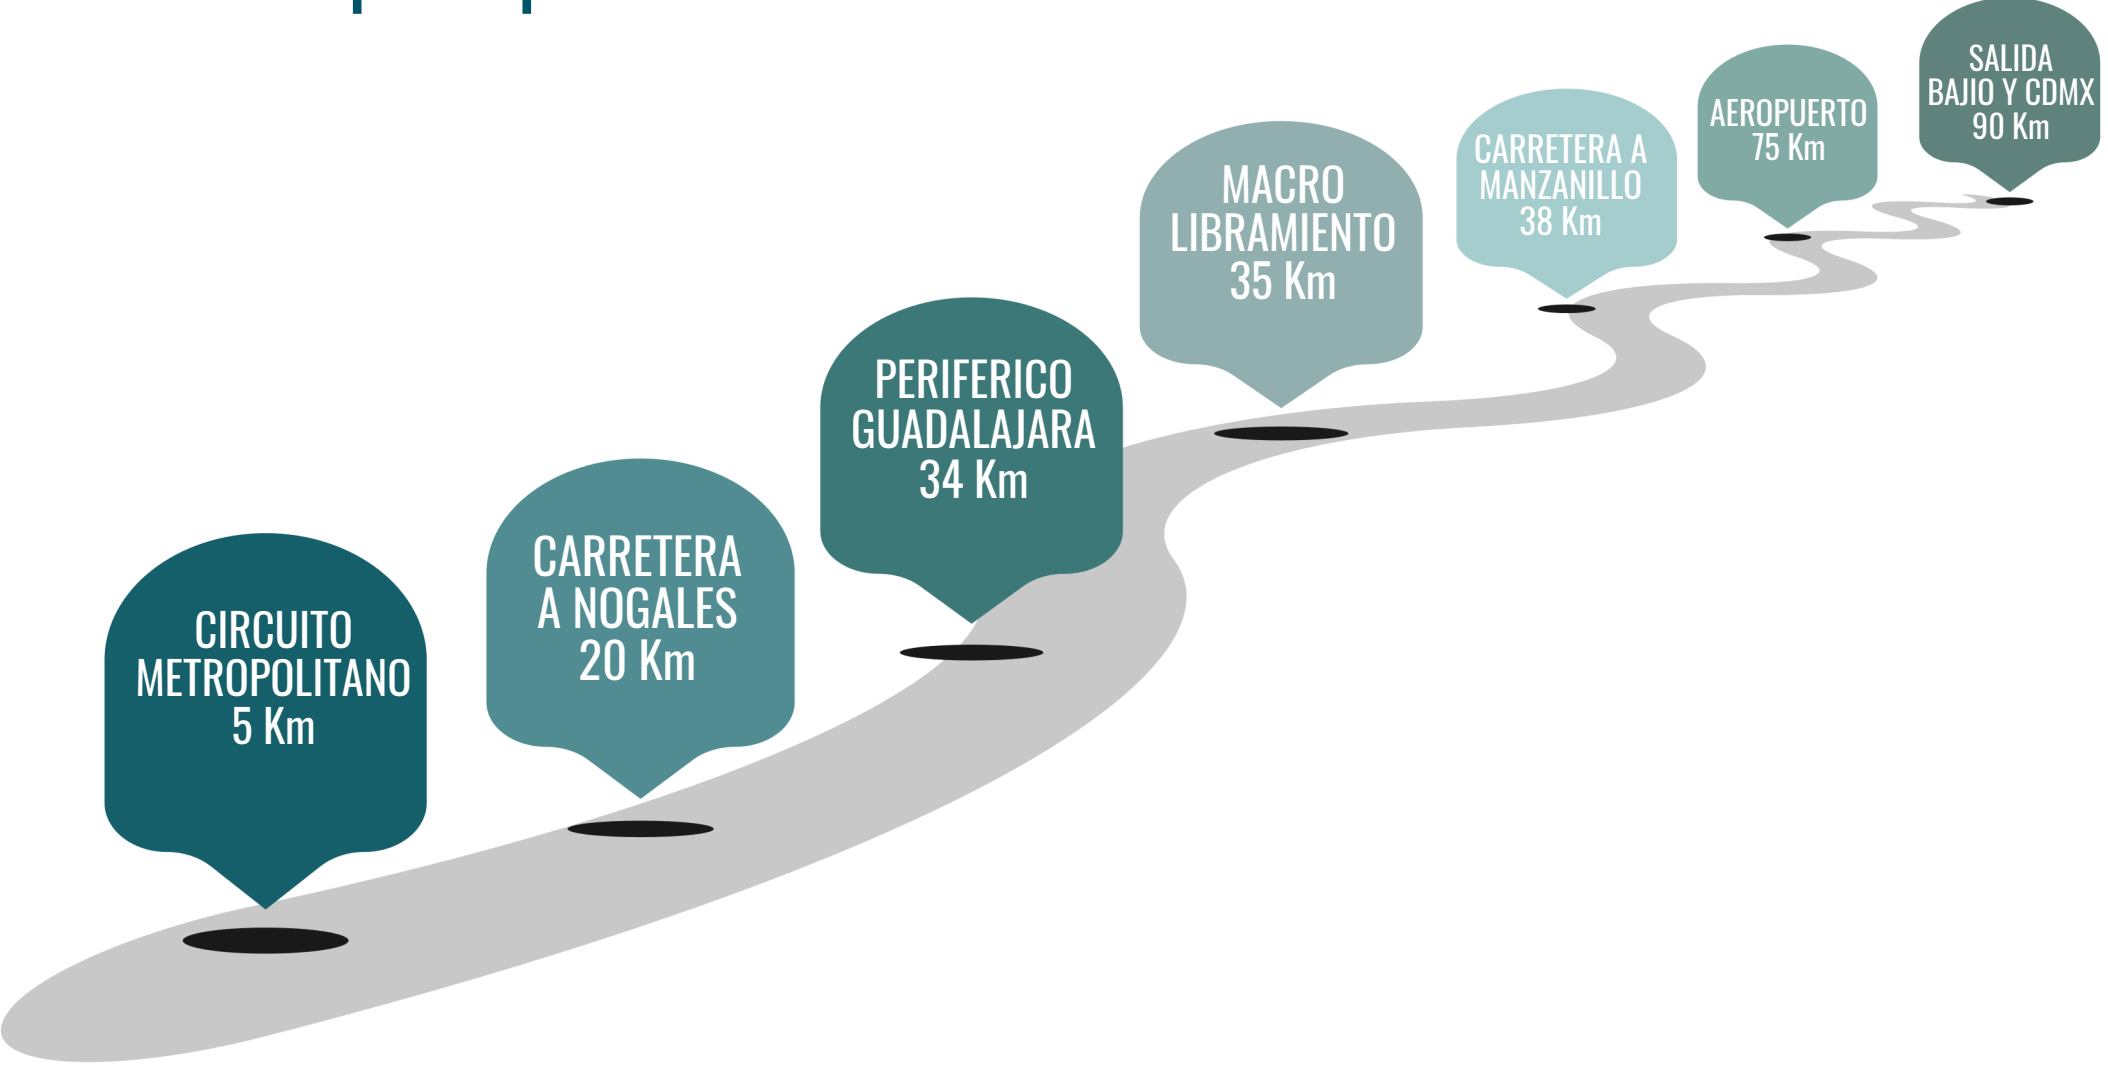 CIRCUITO
METROPOLITANO
5 Km
CARRETERA
A NOGALES
20 Km
PERIFERICO
GUADALAJARA
34 Km
MACRO
LIBRAMIENTO
35 Km
CARRETERA A
MANZANILLO
38 Km
AEROPUERTO
75 Km
SALIDA
BAJIO Y CDMX
90 Km